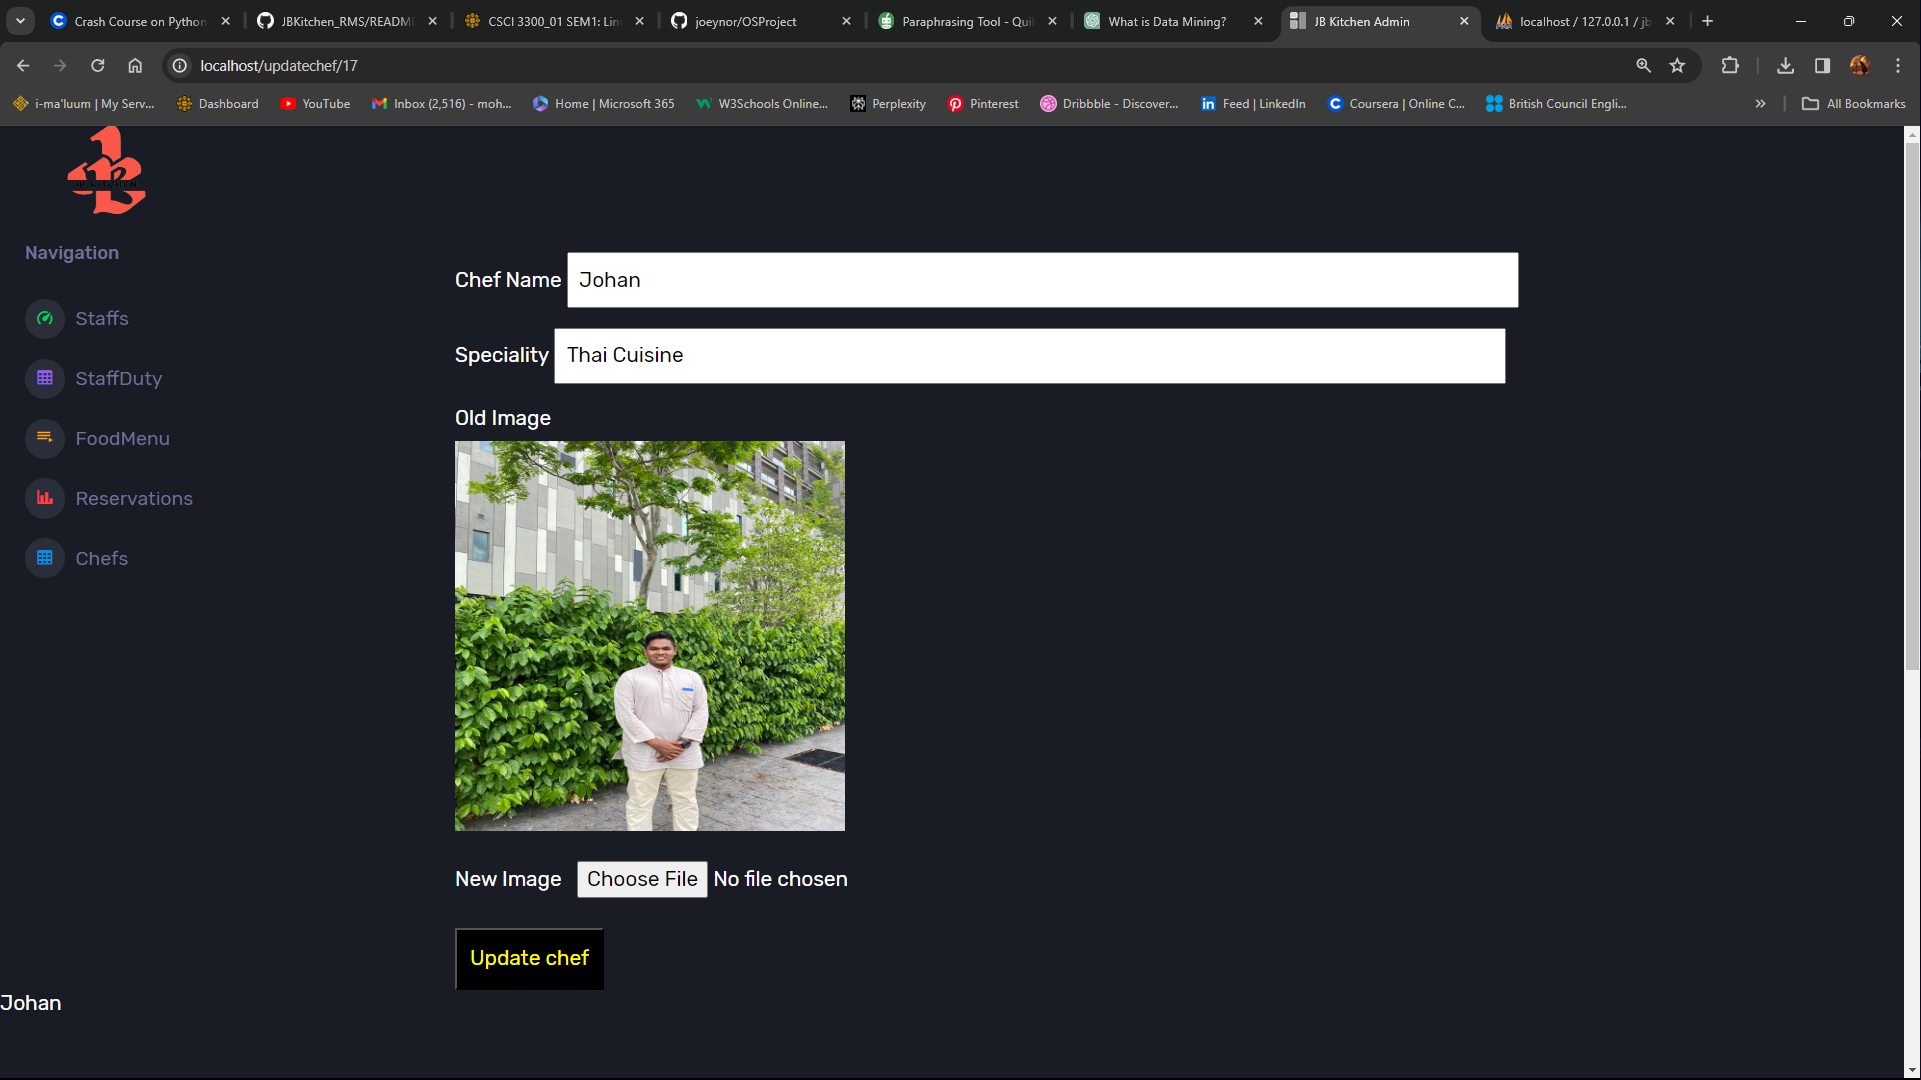 Crash Course on Python
JBKitchen_RMS/README
CSCI 3300_01 SEM1: Lin
joeynor/OSProject
Paraphrasing Tool - Quil
What is Data Mining?
JB Kitchen Admin
localhost / 127.0.0.1 / jb
localhost/updatechef/17
i-ma'luum | My Serv...
Dashboard
YouTube
Inbox (2,516) - moh...
Home | Microsoft 365
W3Schools Online...
Perplexity
Pinterest
Dribbble - Discover...
Feed | LinkedIn
Coursera | Online C...
British Council Engli...
All Bookmarks
JB KITCHEN
Navigation
Staffs
StaffDuty
FoodMenu
Reservations
Chefs
Chef Name Johan
Speciality Thai Cuisine
Old Image
New Image Choose File No file chosen
Update chef
Johan